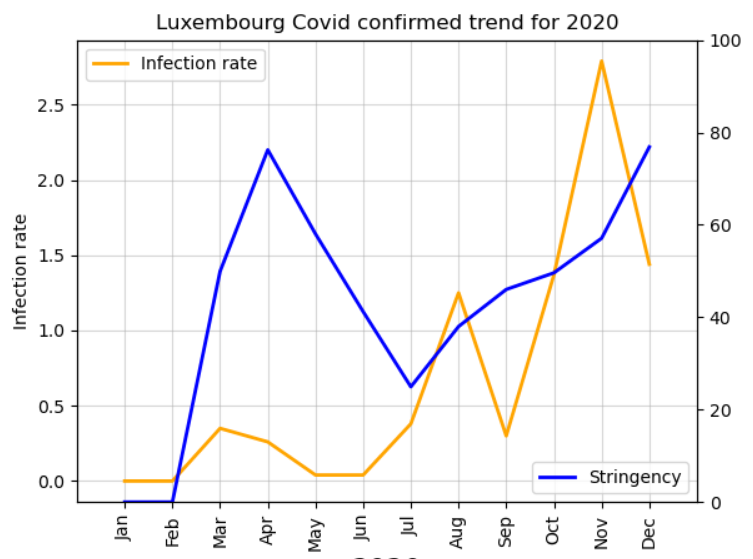 Luxembourg Covid confirmed trend for 2020
Infection rate
Stringency
Infection rate
2.5
2.0
1.5
1.0
0.5
0.0
100
80
60
40
20
0
Jan
Feb
Mar
Apr
May
Jun
Jul
Aug
Sep
Oct
Nov
Dec